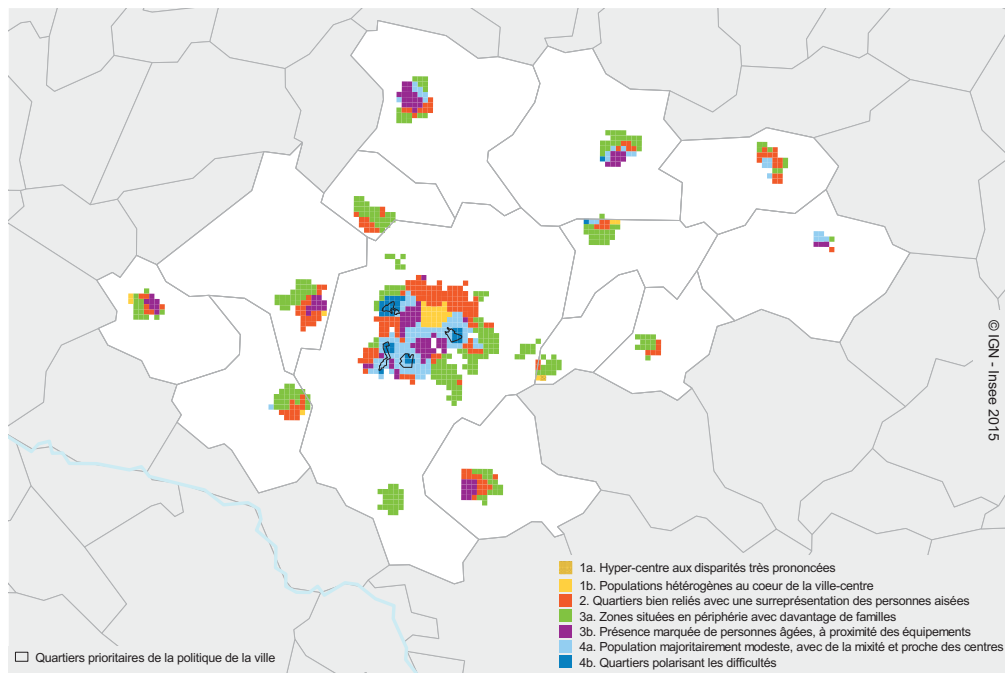 © IGN - Insee 2015
1a. Hyper-centre aux disparités très prononcées
1b. Populations hétérogènes au coeur de la ville-centre
2. Quartiers bien reliés avec une surreprésentation des personnes aisées
3a. Zones situées en périphérie avec davantage de familles
3b. Présence marquée de personnes âgées, à proximité des équipements
4a. Population majoritairement modeste, avec de la mixité et proche des centres
4b. Quartiers polarisant les difficultés
Quartiers prioritaires de la politique de la ville